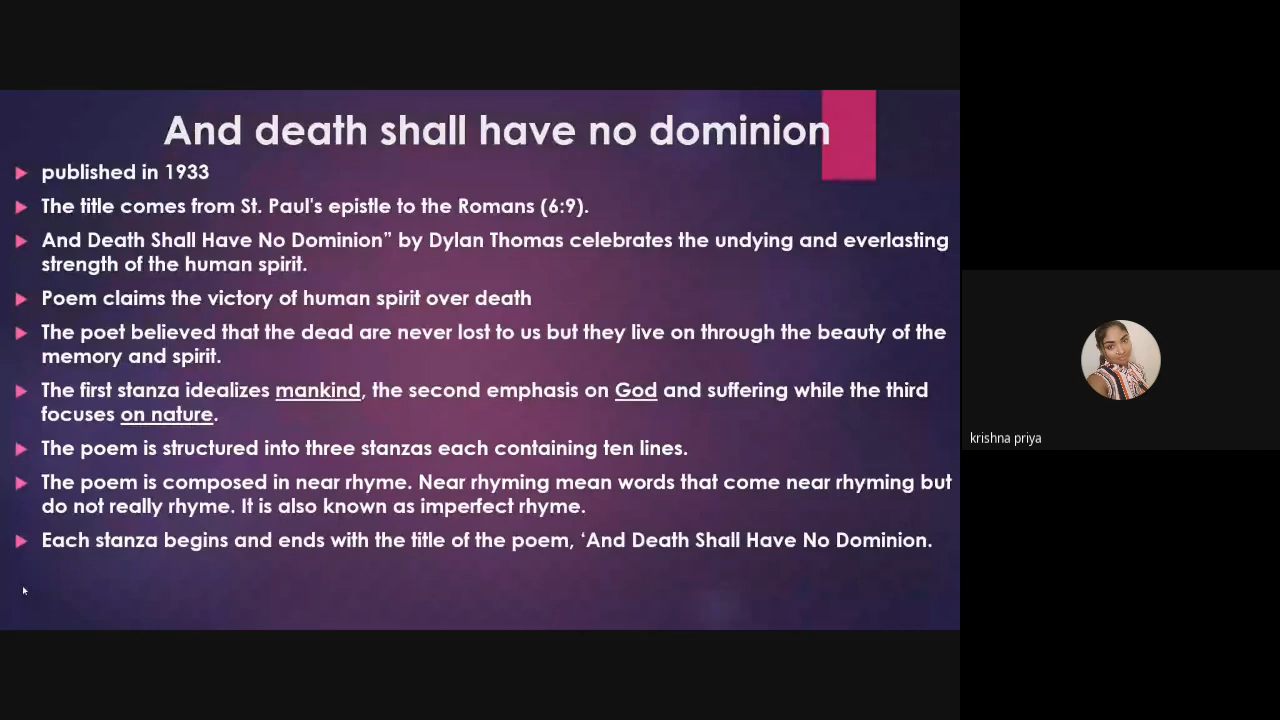 And death shall have no dominion
published in 1933
The title comes from St. Paul's epistle to the Romans (6:9).
And Death Shall Have No Dominion” by Dylan Thomas celebrates the undying and everlasting
strength of the human spirit.
Poem claims the victory of human spirit over death
The poet believed that the dead are never lost to us but they live on through the beauty of the
memory and spirit.
The first stanza idealizes mankind, the second emphasis on God and suffering while the third
focuses on nature.
The poem is structured into three stanzas each containing ten lines.
The poem is composed in near rhyme. Near rhyming mean words that come near rhyming but
do not really rhyme. It is also known as imperfect rhyme.
Each stanza begins and ends with the title of the poem, ‘And Death Shall Have No Dominion.
krishna priya